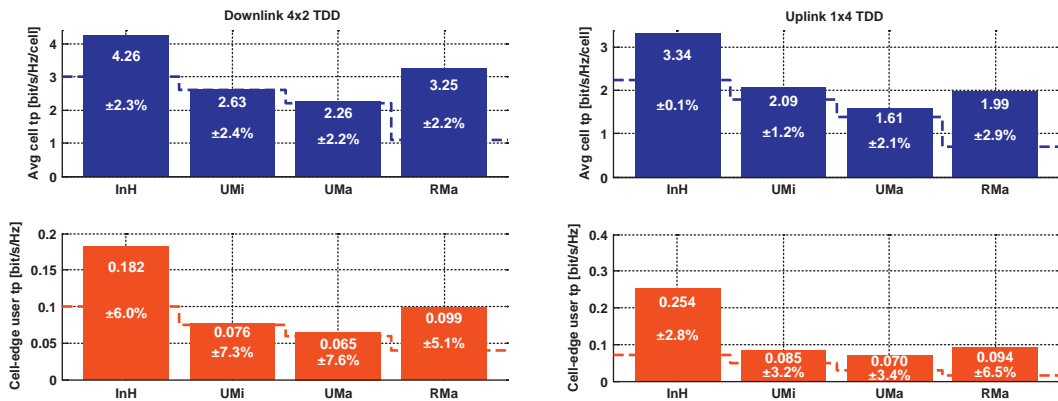 Downlink 4x2 TDD
Avg cell tp [bit/s/Hz/cell]
4
3
2
1
0
4.26
±2.3%
2.63
±2.4%
2.26
±2.2%
3.25
±2.2%
InH
UMi
UMa
RMa
Uplink 1x4 TDD
Avg cell tp [bit/s/Hz/cell]
3
2
1
0
3.34
±0.1%
2.09
±1.2%
1.61
±2.1%
1.99
±2.9%
InH
UMi
UMa
RMa
Cell-edge user tp [bit/s/Hz]
0.2
0.15
0.1
0.05
0
0.182
±6.0%
0.076
±7.3%
0.065
±7.6%
0.099
±5.1%
InH
UMi
UMa
RMa
Cell-edge user tp [bit/s/Hz]
0.4
0.3
0.2
0.1
0
0.254
±2.8%
0.085
±3.2%
0.070
±3.4%
0.094
±6.5%
InH
UMi
UMa
RMa